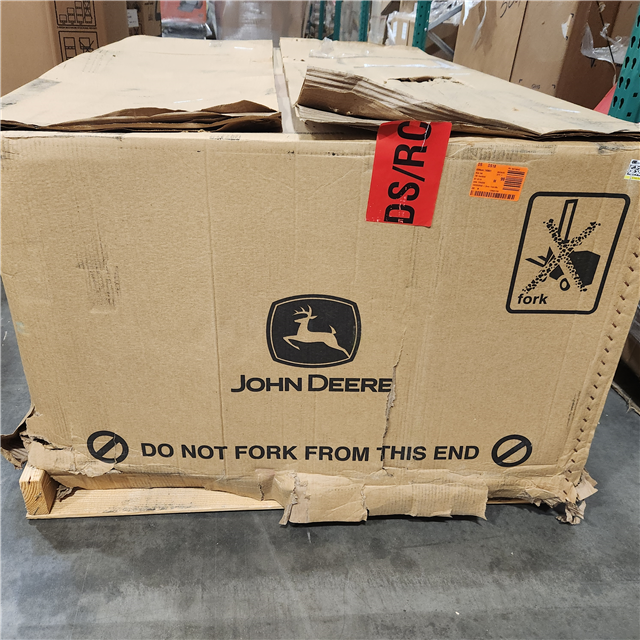 DS/RC
fork
JOHN DEERE
DO NOT FORK FROM THIS END